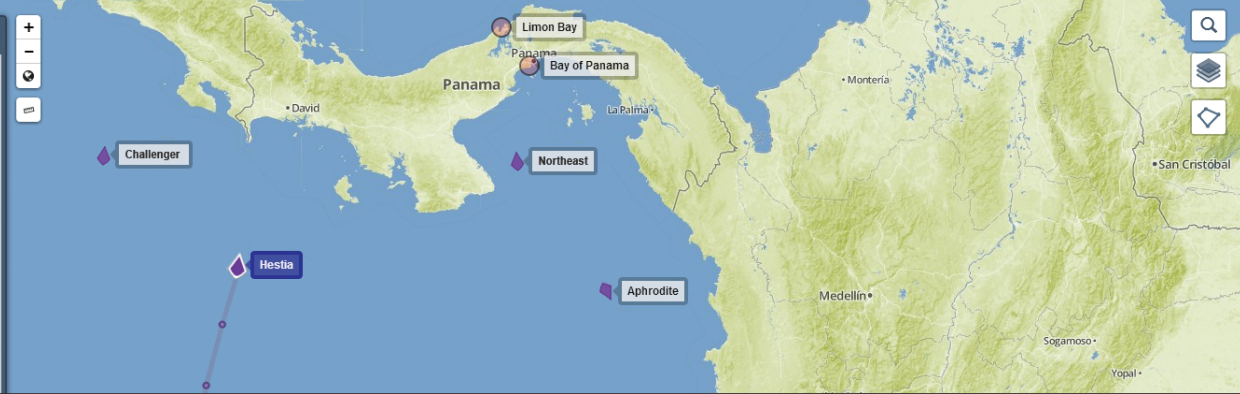 +
Limon Bay
−
Panama
Bay of Panama
Montería
Panama
David
La Palma
Challenger
Northeast
San Cristóbal
Hestia
Aphrodite
Medellín
Sogamoso
Yopal